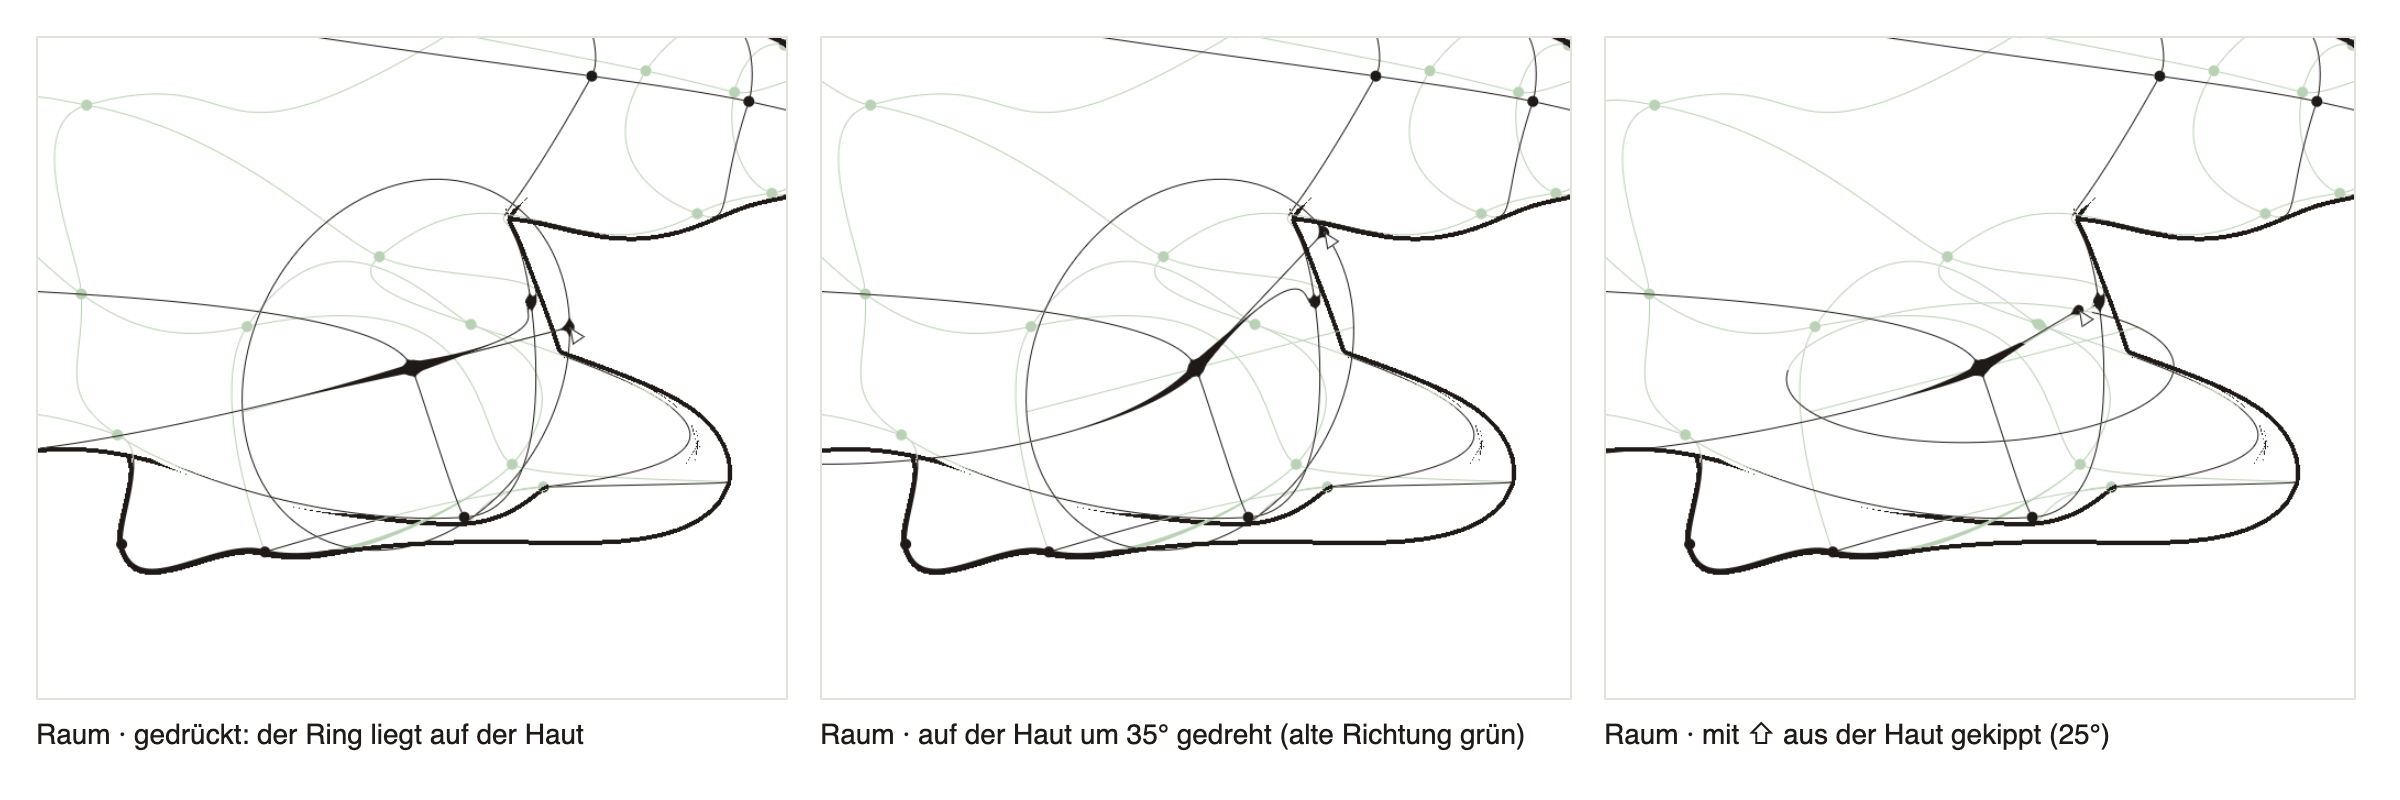 Raum · gedrückt: der Ring liegt auf der Haut
Raum · auf der Haut um 35° gedreht (alte Richtung grün)
Raum · mit ⇧ aus der Haut gekippt (25°)